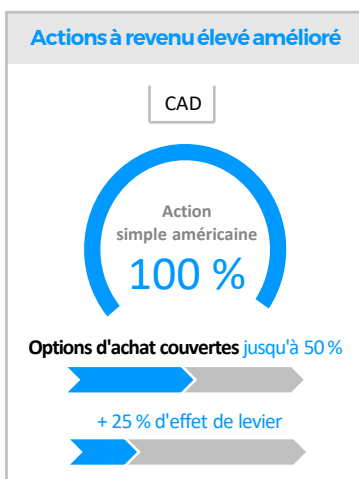 Actions à revenu élevé amélioré
CAD
Action
simple américaine
100 %
Options d'achat couvertes jusqu'à 50 %
+ 25 % d'effet de levier